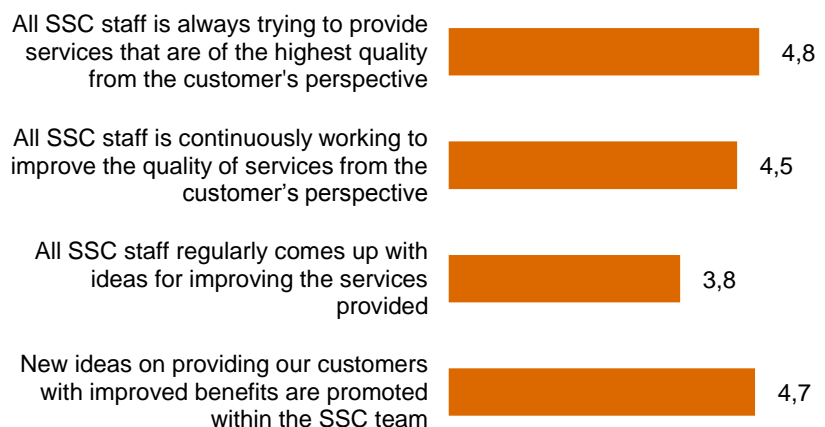 All SSC staff is always trying to provide
services that are of the highest quality
from the customer's perspective
4,8
All SSC staff is continuously working to
improve the quality of services from the
customer’s perspective
4,5
All SSC staff regularly comes up with
ideas for improving the services
provided
3,8
New ideas on providing our customers
with improved benefits are promoted
within the SSC team
4,7